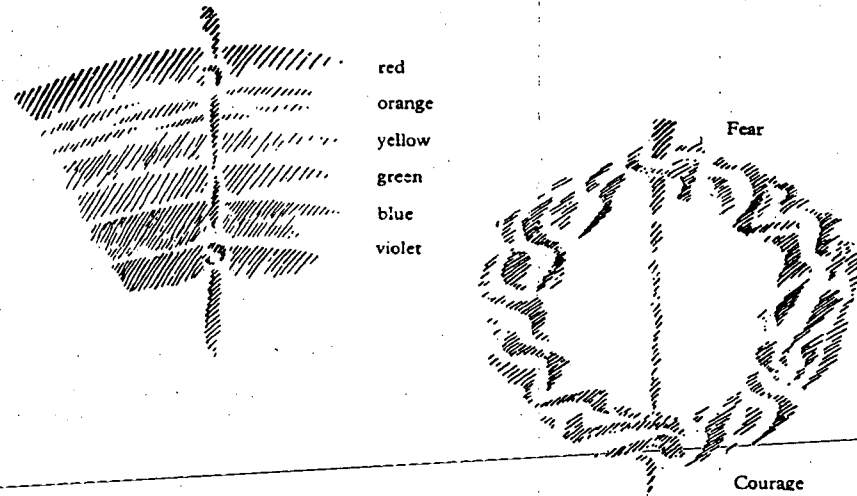 red
orange
yellow
green
blue
violet
Fear
Courage